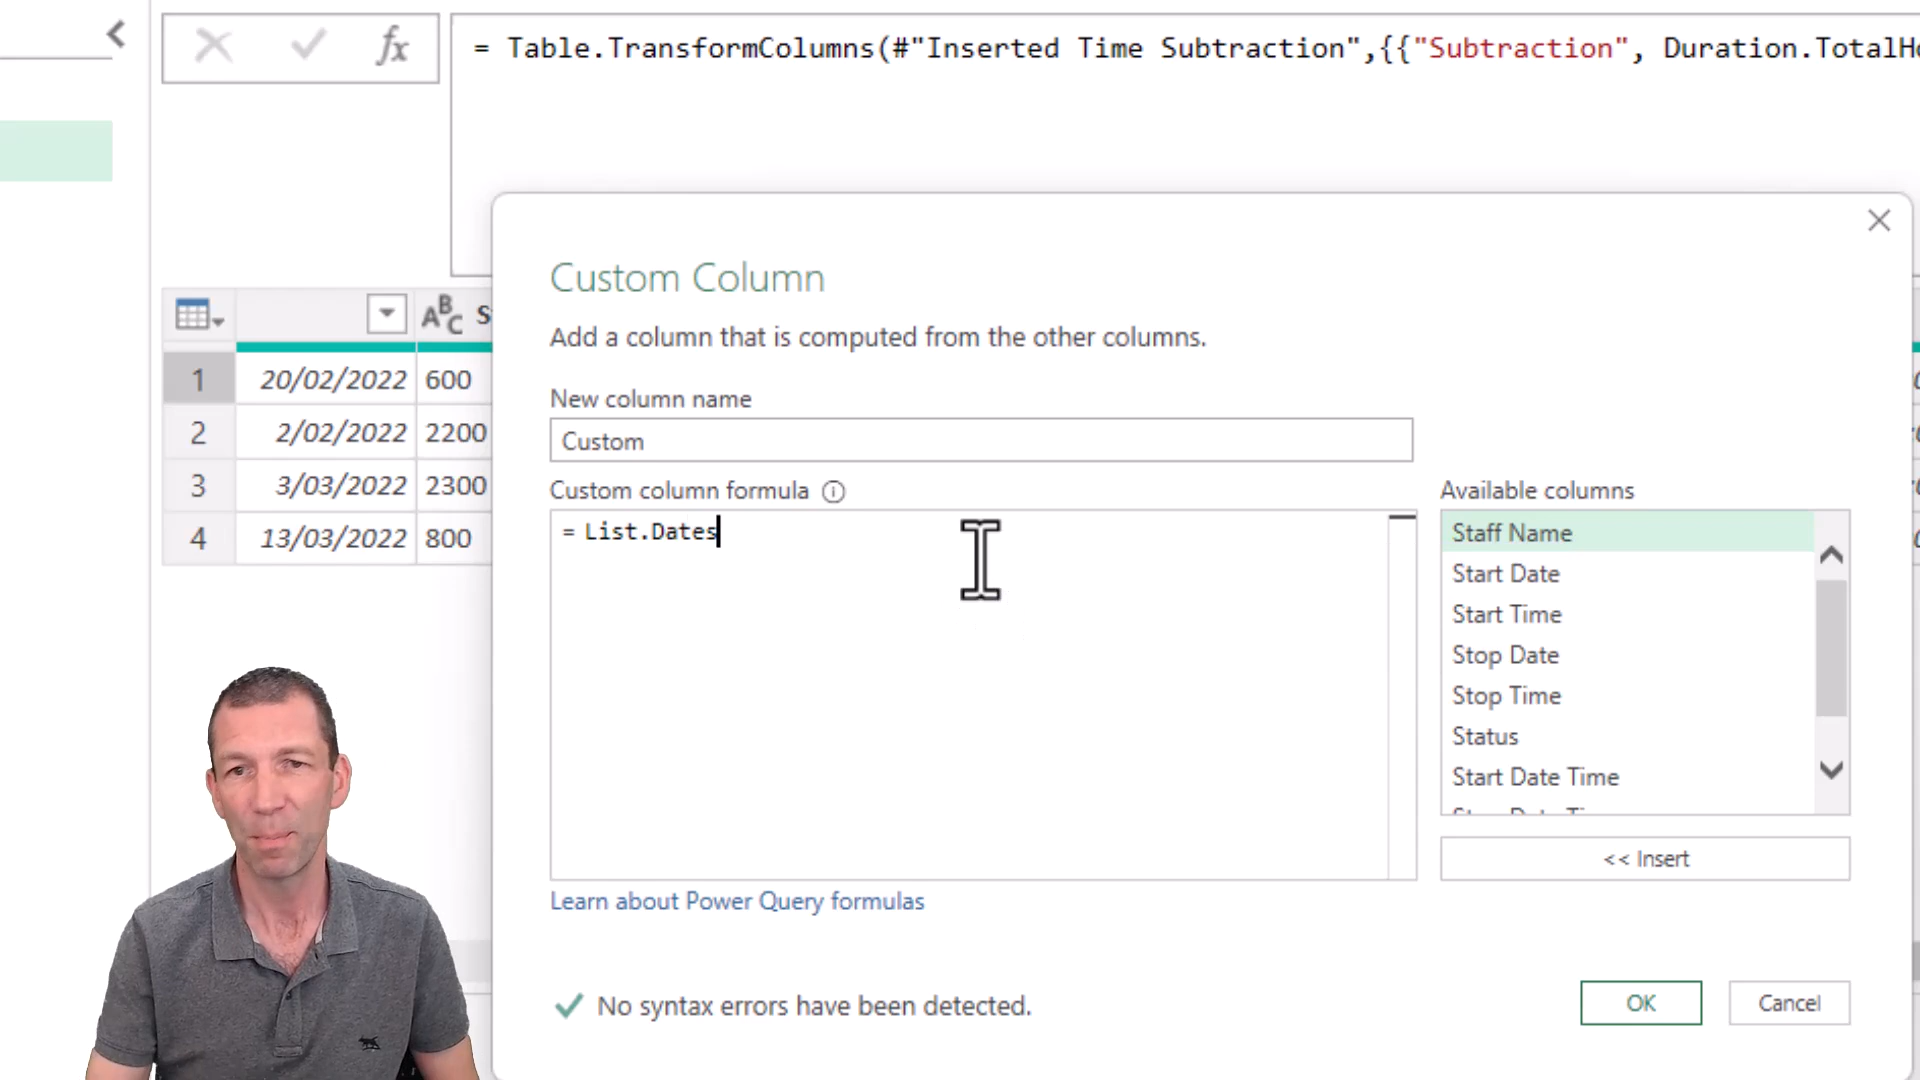 fx
= Table.TransformColumns(#"Inserted Time Subtraction",{{"Subtraction", Duration.TotalH
Custom Column
Add a column that is computed from the other columns.
New column name
Custom
Custom column formula
= List.Dates
Available columns
Staff Name
Start Date
Start Time
Stop Date
Stop Time
Status
Start Date Time
<< Insert
Learn about Power Query formulas
No syntax errors have been detected.
OK
Cancel
ABC S
1 20/02/2022 600
2 2/02/2022 2200
3 3/03/2022 2300
4 13/03/2022 800